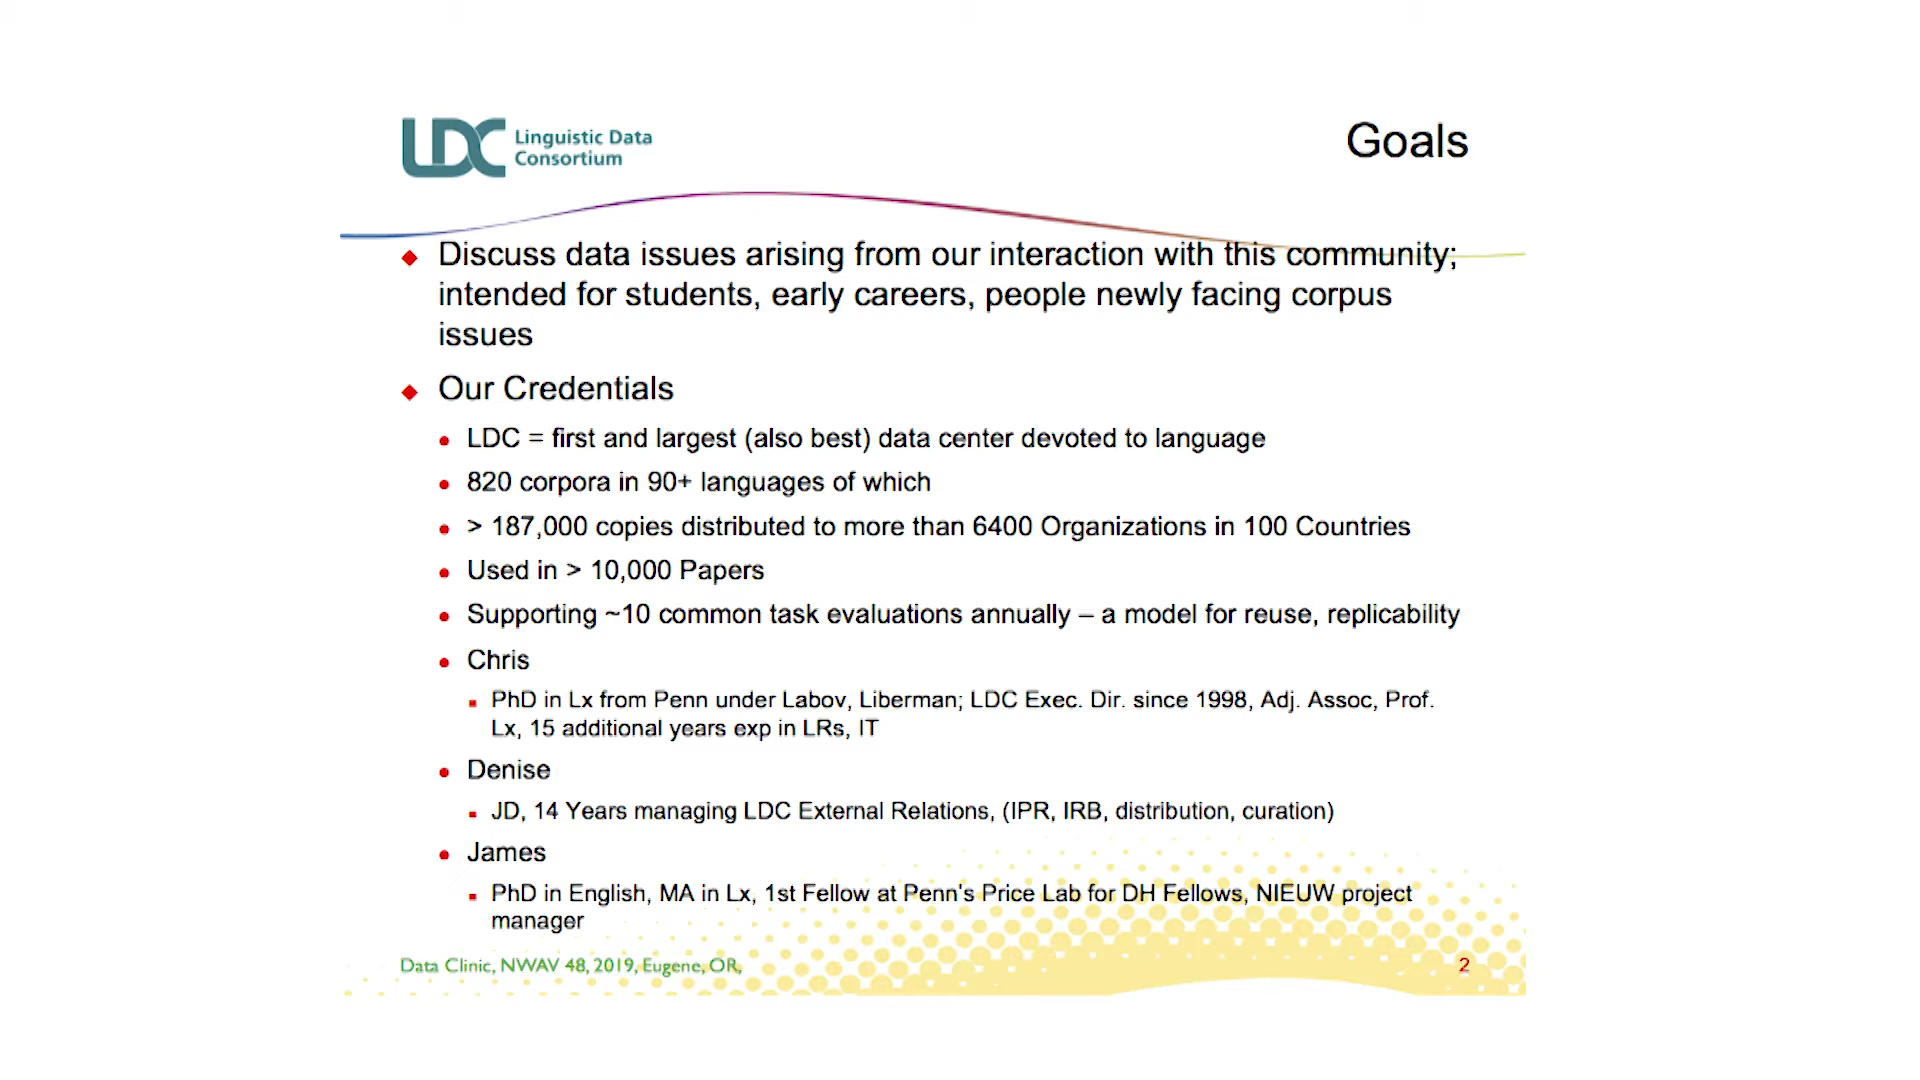 LDC Linguistic Data
Consortium
Goals
Discuss data issues arising from our interaction with this community;
intended for students, early careers, people newly facing corpus
issues
Our Credentials
LDC = first and largest (also best) data center devoted to language
820 corpora in 90+ languages of which
> 187,000 copies distributed to more than 6400 Organizations in 100 Countries
Used in > 10,000 Papers
Supporting ~10 common task evaluations annually – a model for reuse, replicability
Chris
PhD in Lx from Penn under Labov, Liberman; LDC Exec. Dir. since 1998, Adj. Assoc, Prof.
Lx, 15 additional years exp in LRs, IT
Denise
JD, 14 Years managing LDC External Relations, (IPR, IRB, distribution, curation)
James
PhD in English, MA in Lx, 1st Fellow at Penn's Price Lab for DH Fellows, NIEUW project
manager
Data Clinic, NWAV 48, 2019, Eugene, OR,
2